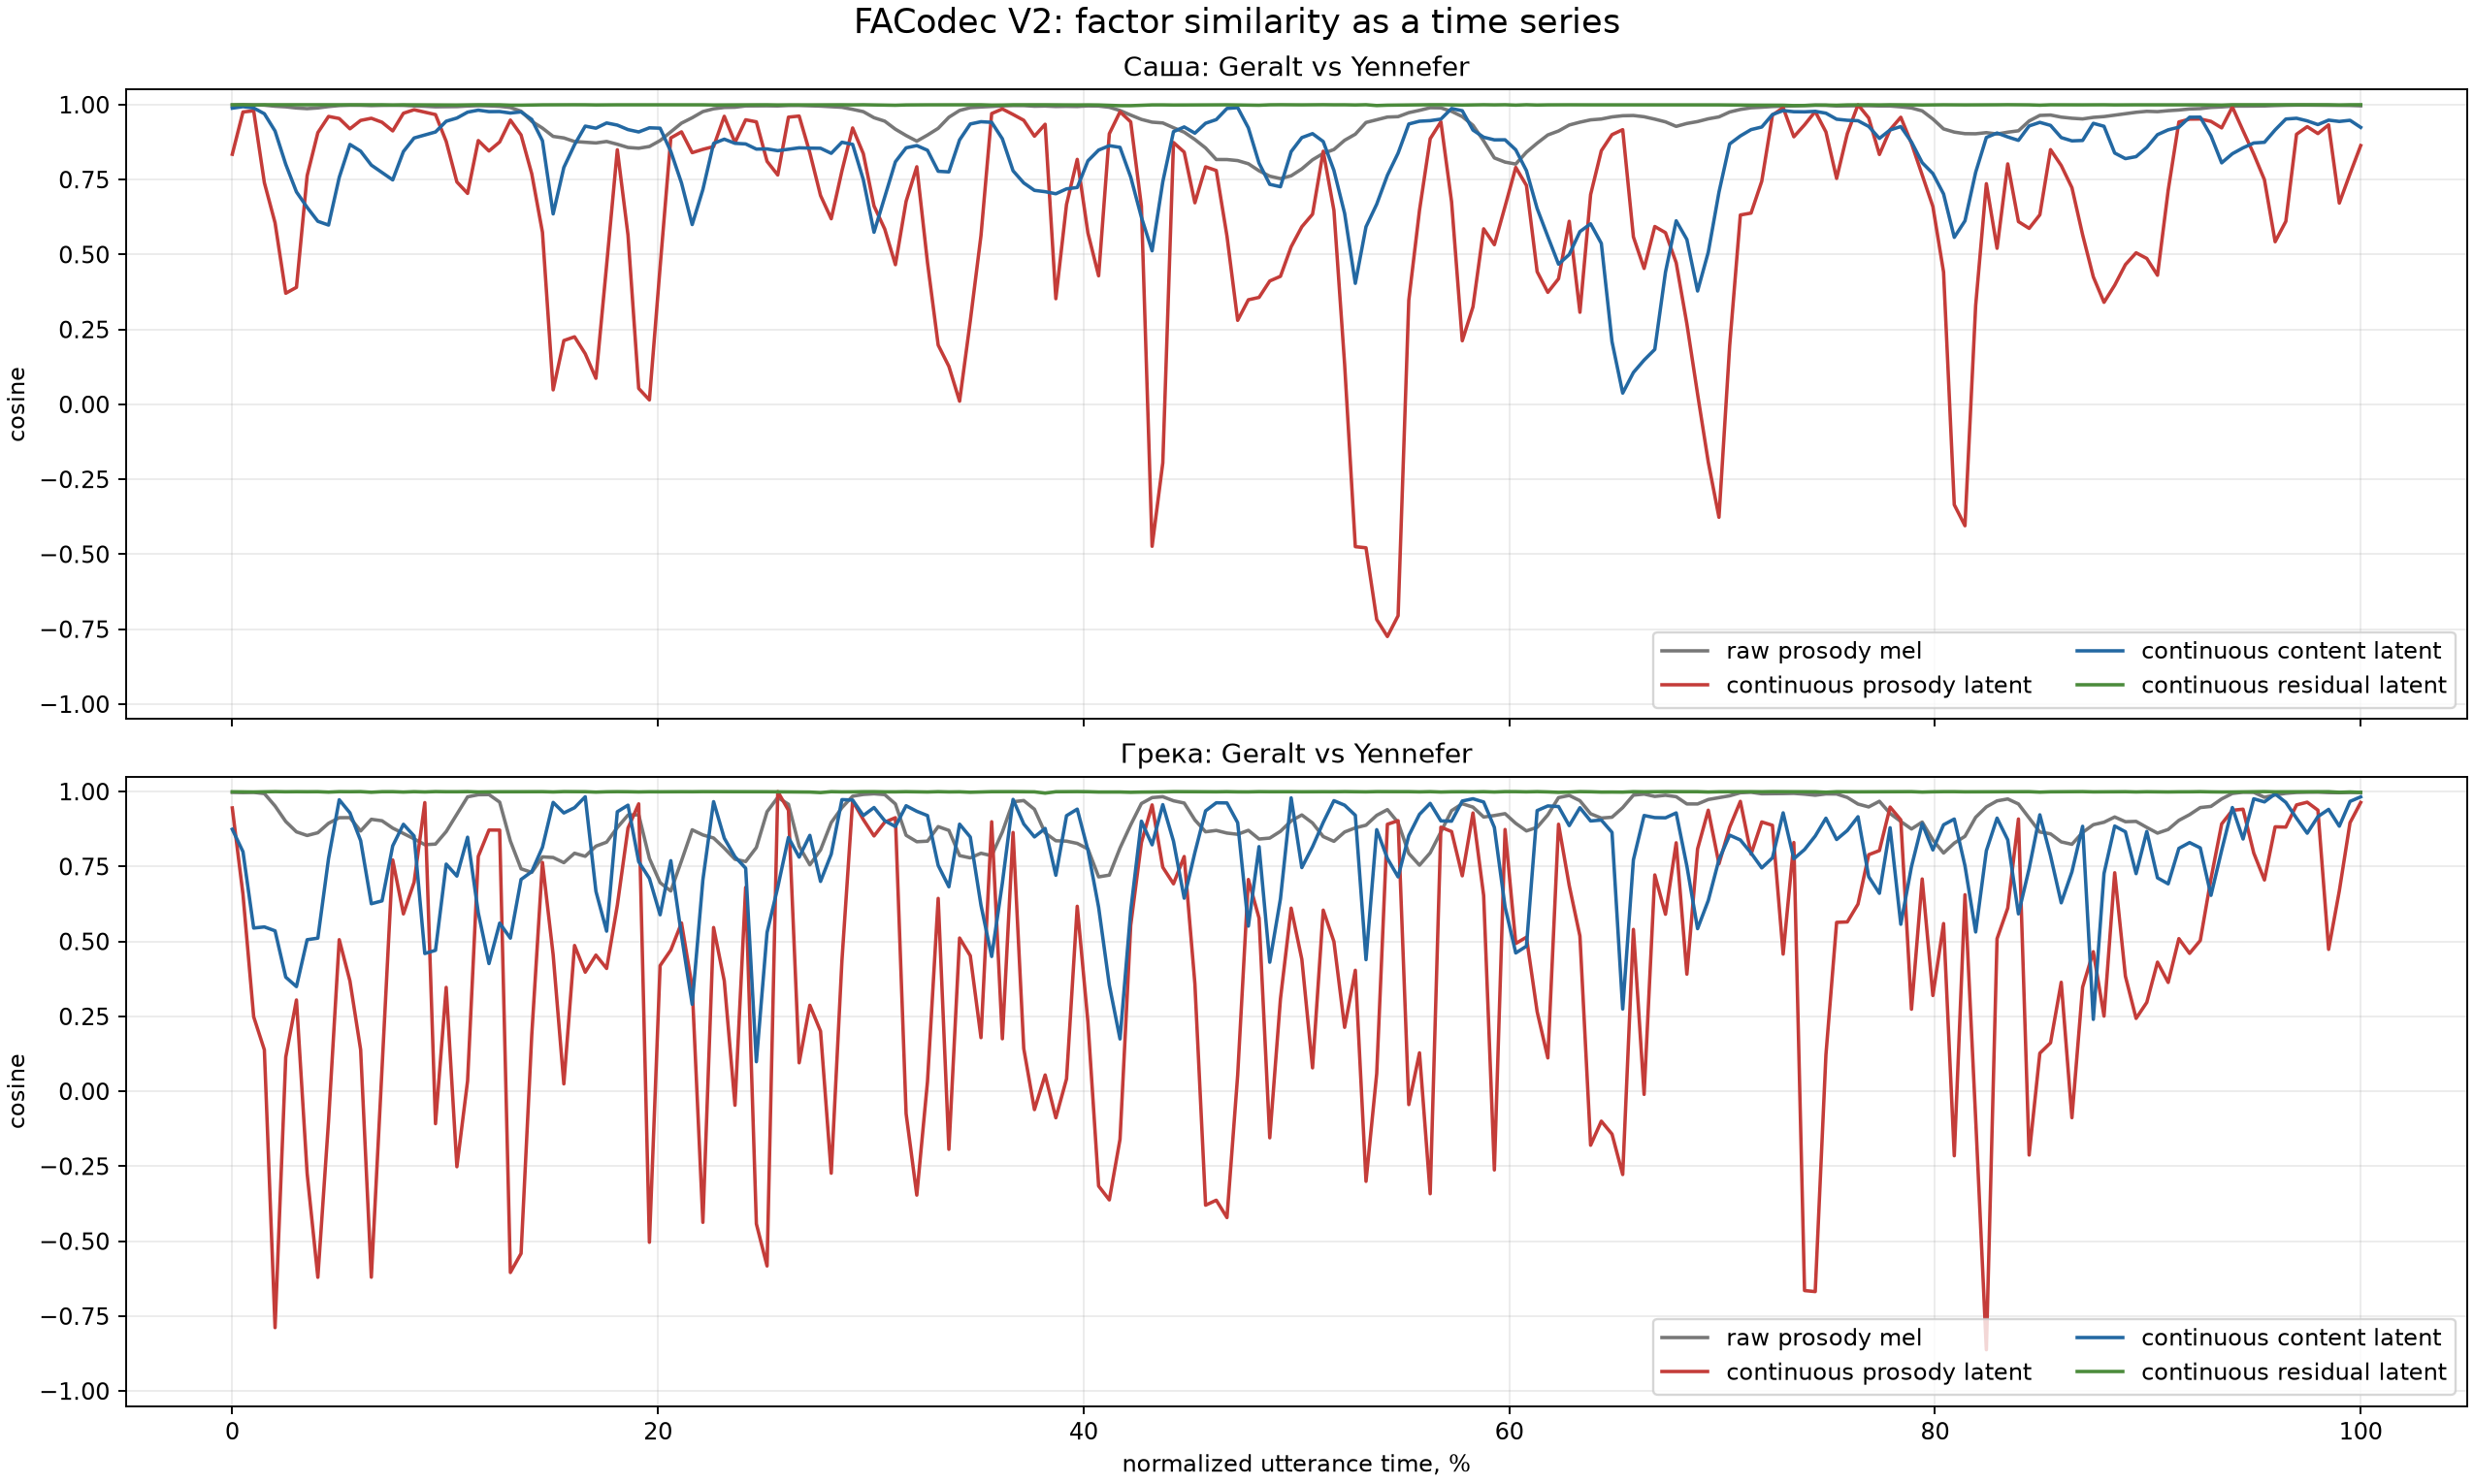 FACodec V2: factor similarity as a time series
Саша: Geralt vs Yennefer
1.00
0.75
0.50
0.25
0.00
−0.25
−0.50
−0.75
−1.00
cosine
raw prosody mel
continuous prosody latent
continuous content latent
continuous residual latent
Грека: Geralt vs Yennefer
1.00
0.75
0.50
0.25
0.00
−0.25
−0.50
−0.75
−1.00
cosine
raw prosody mel
continuous prosody latent
continuous content latent
continuous residual latent
0 20 40 60 80 100
normalized utterance time, %